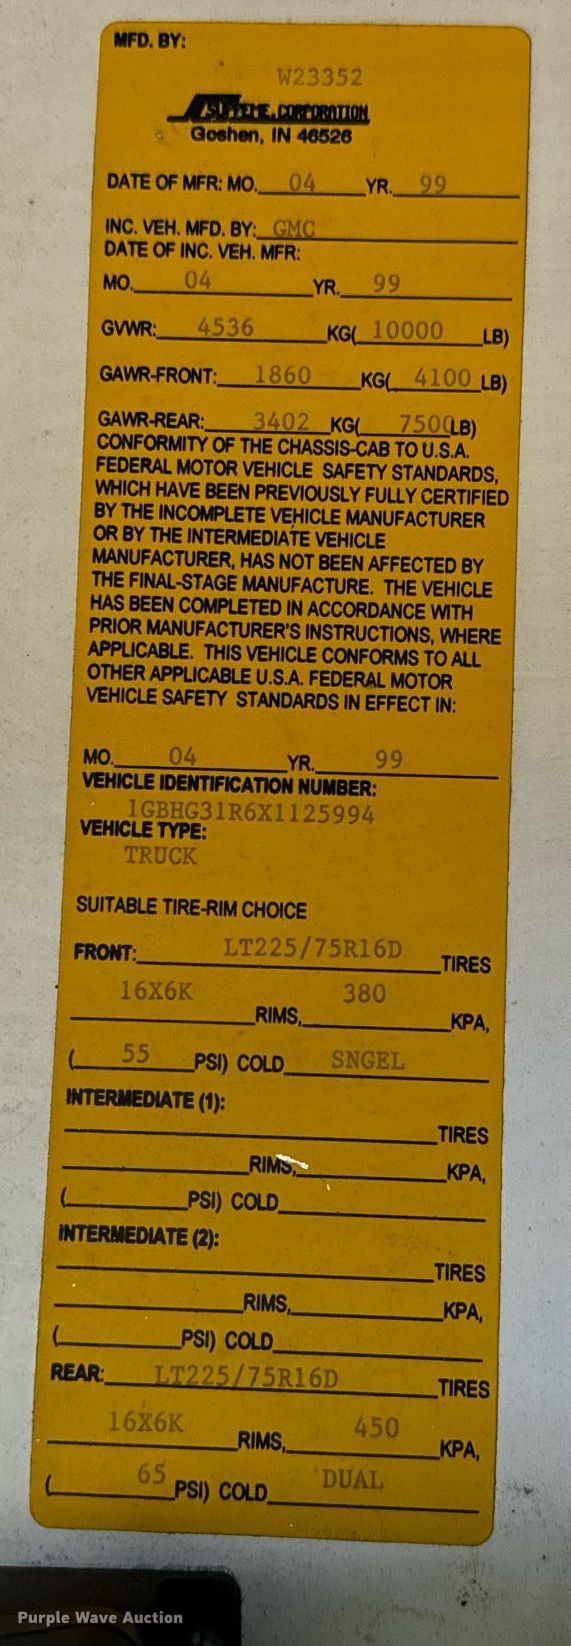 MFD. BY:
W23352
SUPREME CORPORATION
Goshen, IN 46526
DATE OF MFR: MO. 04 YR. 99
INC. VEH. MFD. BY: GMC
DATE OF INC. VEH. MFR:
MO. 04 YR. 99
GVWR: 4536 KG( 10000 LB)
GAWR-FRONT: 1860 KG( 4100 LB)
GAWR-REAR: 3402 KG( 7500LB)
CONFORMITY OF THE CHASSIS-CAB TO U.S.A.
FEDERAL MOTOR VEHICLE SAFETY STANDARDS,
WHICH HAVE BEEN PREVIOUSLY FULLY CERTIFIED
BY THE INCOMPLETE VEHICLE MANUFACTURER
OR BY THE INTERMEDIATE VEHICLE
MANUFACTURER, HAS NOT BEEN AFFECTED BY
THE FINAL-STAGE MANUFACTURE. THE VEHICLE
HAS BEEN COMPLETED IN ACCORDANCE WITH
PRIOR MANUFACTURER'S INSTRUCTIONS, WHERE
APPLICABLE. THIS VEHICLE CONFORMS TO ALL
OTHER APPLICABLE U.S.A. FEDERAL MOTOR
VEHICLE SAFETY STANDARDS IN EFFECT IN:
MO. 04 YR. 99
VEHICLE IDENTIFICATION NUMBER:
1GBHG31R6X1125994
VEHICLE TYPE:
TRUCK
SUITABLE TIRE-RIM CHOICE
FRONT: LT225/75R16D TIRES
16X6K RIMS, 380 KPA,
( 55 PSI) COLD SNGEL
INTERMEDIATE (1):
TIRES
RIMS, KPA,
( PSI) COLD
INTERMEDIATE (2):
TIRES
RIMS, KPA,
( PSI) COLD
REAR: LT225/75R16D TIRES
16X6K RIMS, 450 KPA,
( 65 PSI) COLD DUAL
Purple Wave Auction